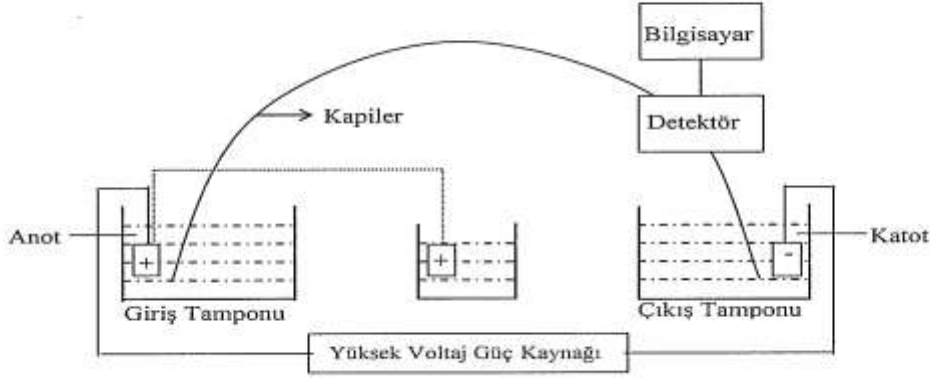 Bilgisayar
Kapiler
Detektör
Anot
+
+
-
Katot
Giriş Tamponu
Çıkış Tamponu
Yüksek Voltaj Güç Kaynağı